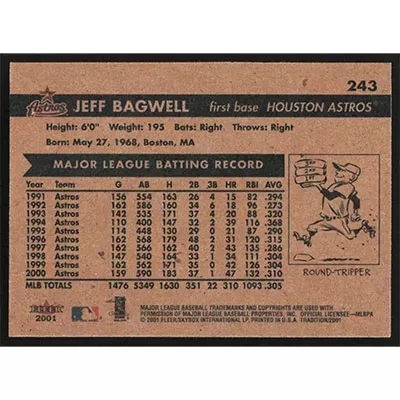 Astros
JEFF BAGWELL first base HOUSTON ASTROS
243
Height: 6'0" Weight: 195 Bats: Right Throws: Right
Born: May 27, 1968, Boston, MA
MAJOR LEAGUE BATTING RECORD
Year Team G AB H 2B 3B HR RBI AVG
1991 Astros 156 554 163 26 4 15 82 .294
1992 Astros 162 586 160 34 6 18 96 .273
1993 Astros 142 535 171 37 4 20 88 .320
1994 Astros 110 400 147 32 2 39 116 .368
1995 Astros 114 448 130 29 0 21 87 .290
1996 Astros 162 568 179 48 2 31 120 .315
1997 Astros 162 566 162 40 2 43 135 .286
1998 Astros 147 540 164 33 1 34 111 .304
1999 Astros 162 562 171 35 0 42 126 .304
2000 Astros 159 590 183 37 1 47 132 .310
MLB TOTALS 1476 5349 1630 351 22 310 1093 .305
ROUND-TRIPPER
FLEER
2001
MAJOR LEAGUE BASEBALL TRADEMARKS AND COPYRIGHTS ARE USED WITH
PERMISSION OF MAJOR LEAGUE BASEBALL PROPERTIES, INC. OFFICIAL LICENSEE—MLBPA
© 2001 FLEER/SKYBOX INTERNATIONAL LP, PRINTED IN U.S.A. TRADITION/2001